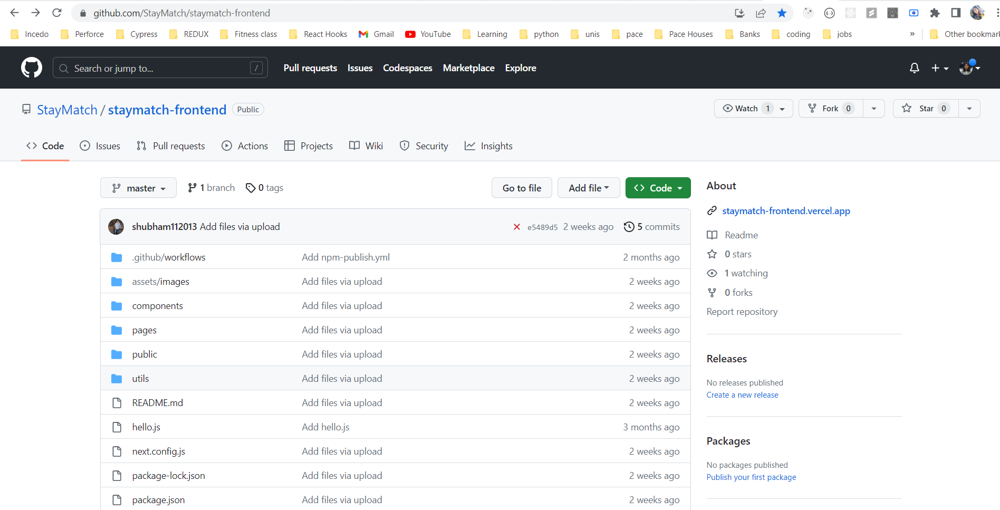 github.com/StayMatch/staymatch-frontend
Incedo Perforce Cypress REDUX Fitness class React Hooks Gmail YouTube Learning python unis pace Pace Houses Banks coding jobs » Other bookmark
Search or jump to... / Pull requests Issues Codespaces Marketplace Explore
StayMatch / staymatch-frontend Public Watch 1 Fork 0 Star 0
Code Issues Pull requests Actions Projects Wiki Security Insights
master 1 branch 0 tags Go to file Add file Code
About
staymatch-frontend.vercel.app
shubham112013 Add files via upload e5489d5 2 weeks ago 5 commits
Readme
.github/workflows Add npm-publish.yml 2 months ago
0 stars
assets/images Add files via upload 2 weeks ago
1 watching
components Add files via upload 2 weeks ago
0 forks
Report repository
pages Add files via upload 2 weeks ago
public Add files via upload 2 weeks ago
Releases
utils Add files via upload 2 weeks ago
No releases published
Create a new release
README.md Add files via upload 2 weeks ago
hello.js Add hello.js 3 months ago
Packages
next.config.js Add files via upload 2 weeks ago
No packages published
Publish your first package
package-lock.json Add files via upload 2 weeks ago
package.json Add files via upload 2 weeks ago